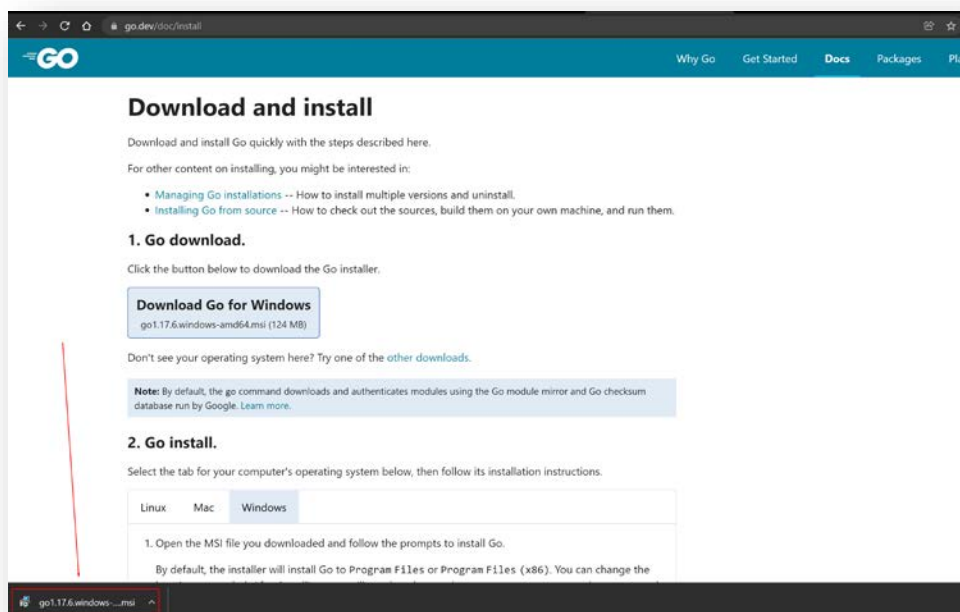 go.dev/doc/install
GO
Why Go Get Started Docs Packages Pla
Download and install
Download and install Go quickly with the steps described here.
For other content on installing, you might be interested in:
• Managing Go installations -- How to install multiple versions and uninstall.
• Installing Go from source -- How to check out the sources, build them on your own machine, and run them.
1. Go download.
Click the button below to download the Go installer.
Download Go for Windows
go1.17.6.windows-amd64.msi (124 MB)
Don't see your operating system here? Try one of the other downloads.
Note: By default, the go command downloads and authenticates modules using the Go module mirror and Go checksum
database run by Google. Learn more.
2. Go install.
Select the tab for your computer's operating system below, then follow its installation instructions.
Linux Mac Windows
1. Open the MSI file you downloaded and follow the prompts to install Go.
By default, the installer will install Go to Program Files or Program Files (x86). You can change the
go1.17.6.windows-....msi